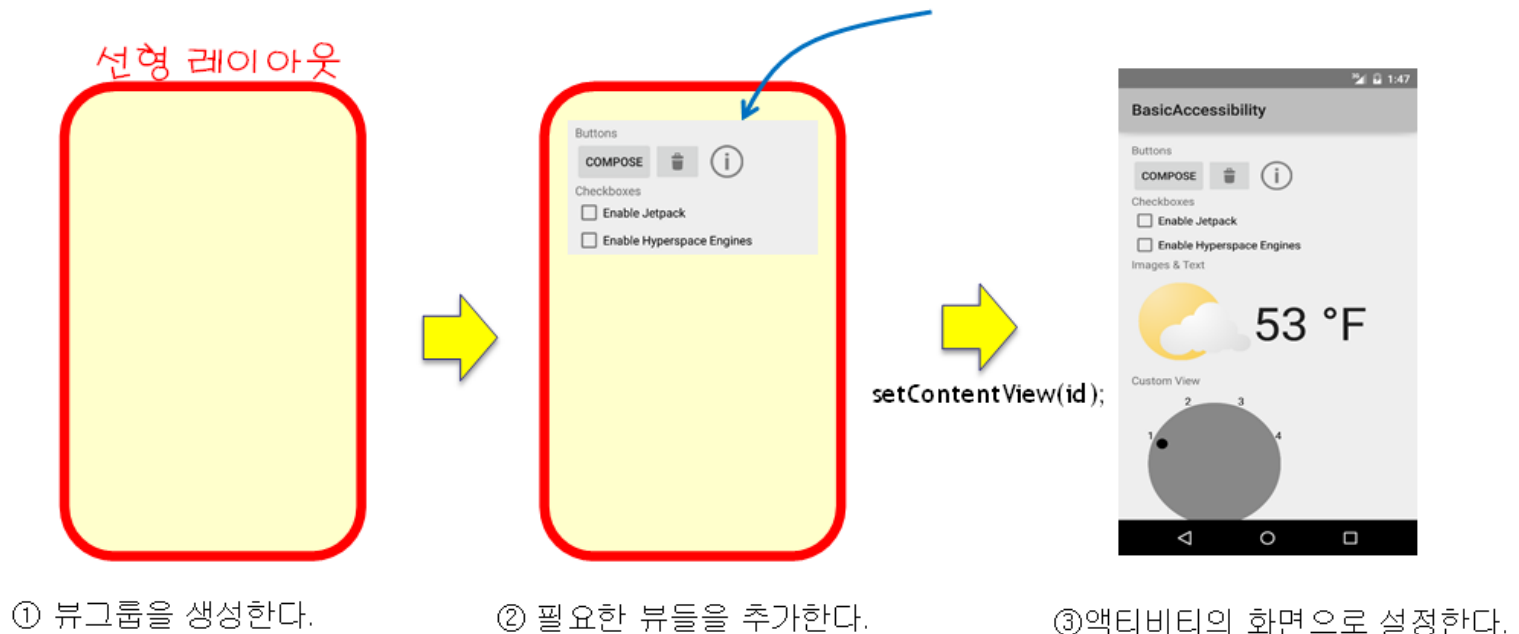 선형 레이아웃
Buttons
COMPOSE
Checkboxes
Enable Jetpack
Enable Hyperspace Engines
setContentView(id);
1:47
BasicAccessibility
Buttons
COMPOSE
Checkboxes
Enable Jetpack
Enable Hyperspace Engines
Images & Text
53 °F
Custom View
1
2
3
4
① 뷰그룹을 생성한다.
② 필요한 뷰들을 추가한다.
③액티비티의 화면으로 설정한다.